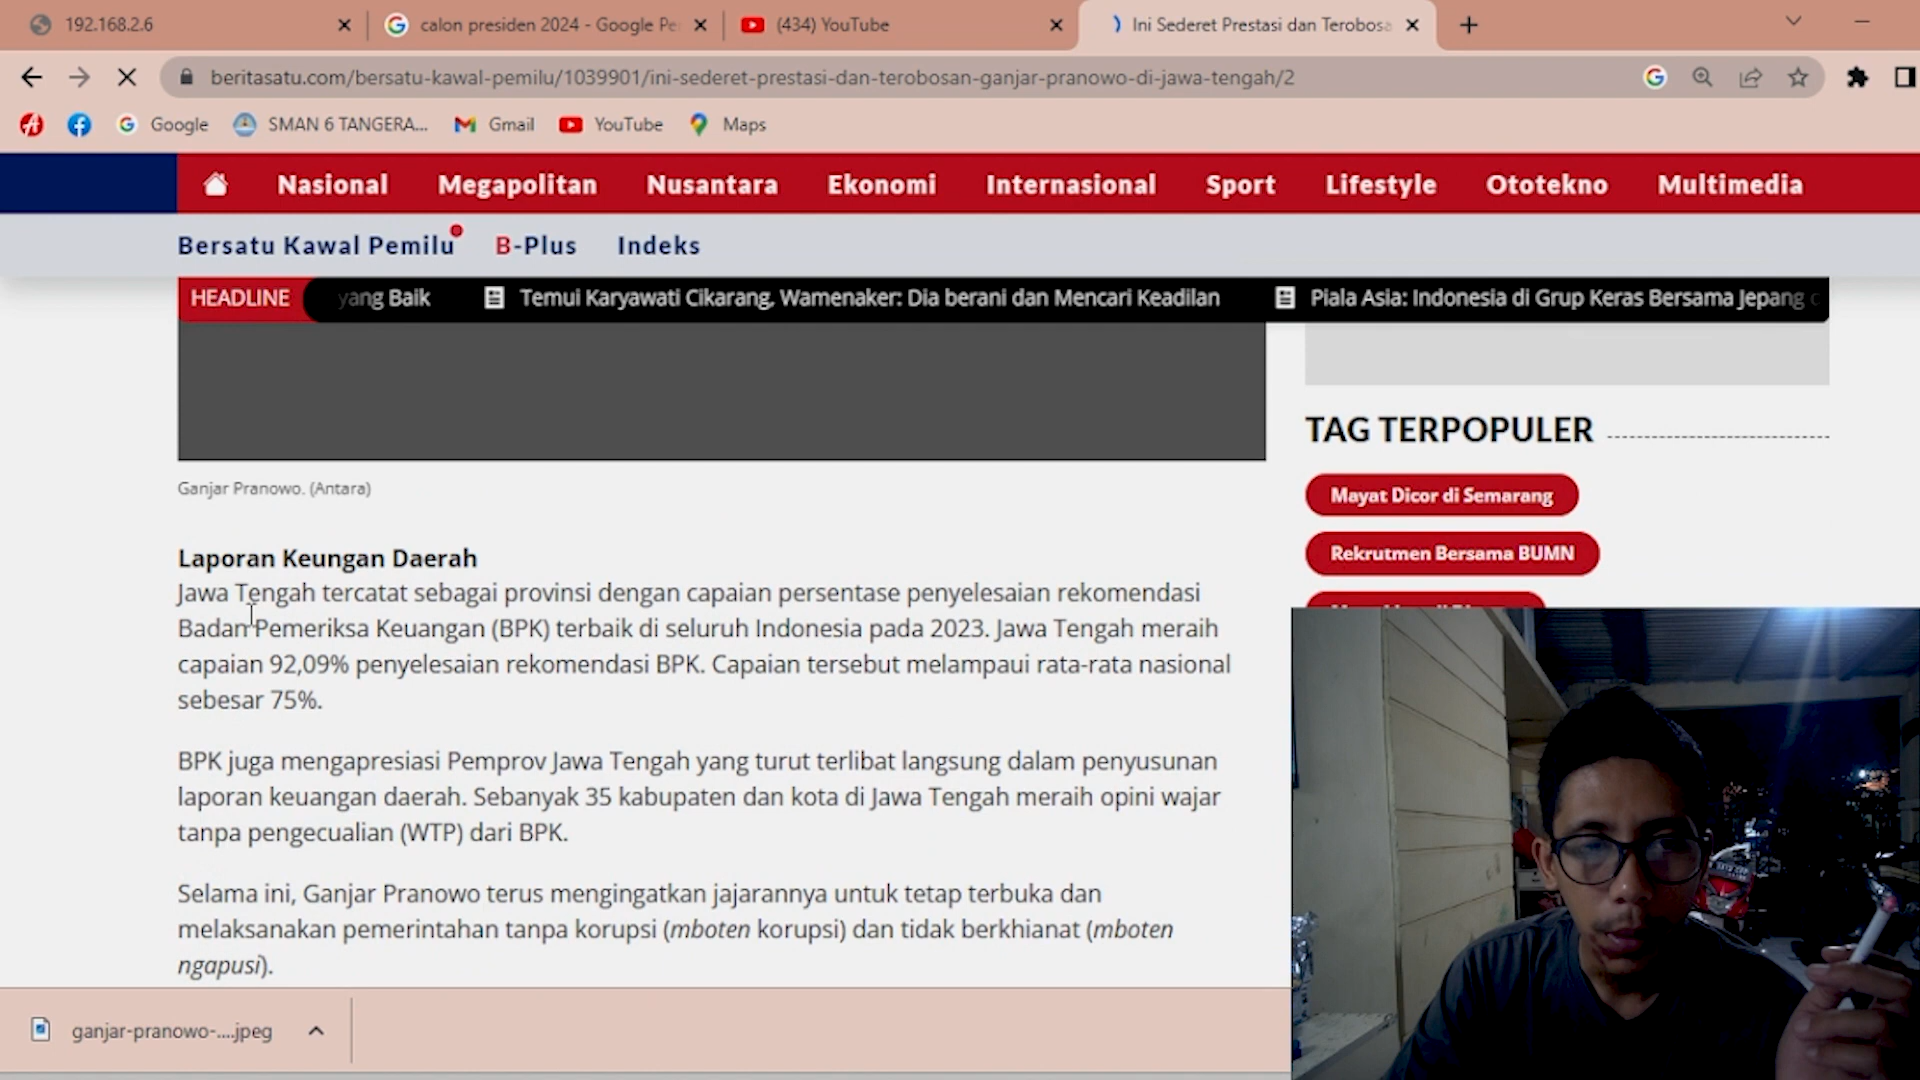 192.168.2.6
calon presiden 2024 - Google Pe
(434) YouTube
Ini Sederet Prestasi dan Terobosa
beritasatu.com/bersatu-kawal-pemilu/1039901/ini-sederet-prestasi-dan-terobosan-ganjar-pranowo-di-jawa-tengah/2
Google SMAN 6 TANGERA... Gmail YouTube Maps
Nasional Megapolitan Nusantara Ekonomi Internasional Sport Lifestyle Ototekno Multimedia
Bersatu Kawal Pemilu B-Plus Indeks
HEADLINE yang Baik Temui Karyawati Cikarang, Wamenaker: Dia berani dan Mencari Keadilan Piala Asia: Indonesia di Grup Keras Bersama Jepang
TAG TERPOPULER
Mayat Dicor di Semarang
Rekrutmen Bersama BUMN
Ganjar Pranowo. (Antara)
Laporan Keungan Daerah
Jawa Tengah tercatat sebagai provinsi dengan capaian persentase penyelesaian rekomendasi
Badan Pemeriksa Keuangan (BPK) terbaik di seluruh Indonesia pada 2023. Jawa Tengah meraih
capaian 92,09% penyelesaian rekomendasi BPK. Capaian tersebut melampaui rata-rata nasional
sebesar 75%.
BPK juga mengapresiasi Pemprov Jawa Tengah yang turut terlibat langsung dalam penyusunan
laporan keuangan daerah. Sebanyak 35 kabupaten dan kota di Jawa Tengah meraih opini wajar
tanpa pengecualian (WTP) dari BPK.
Selama ini, Ganjar Pranowo terus mengingatkan jajarannya untuk tetap terbuka dan
melaksanakan pemerintahan tanpa korupsi (mboten korupsi) dan tidak berkhianat (mboten
ngapusi).
ganjar-pranowo-....jpeg